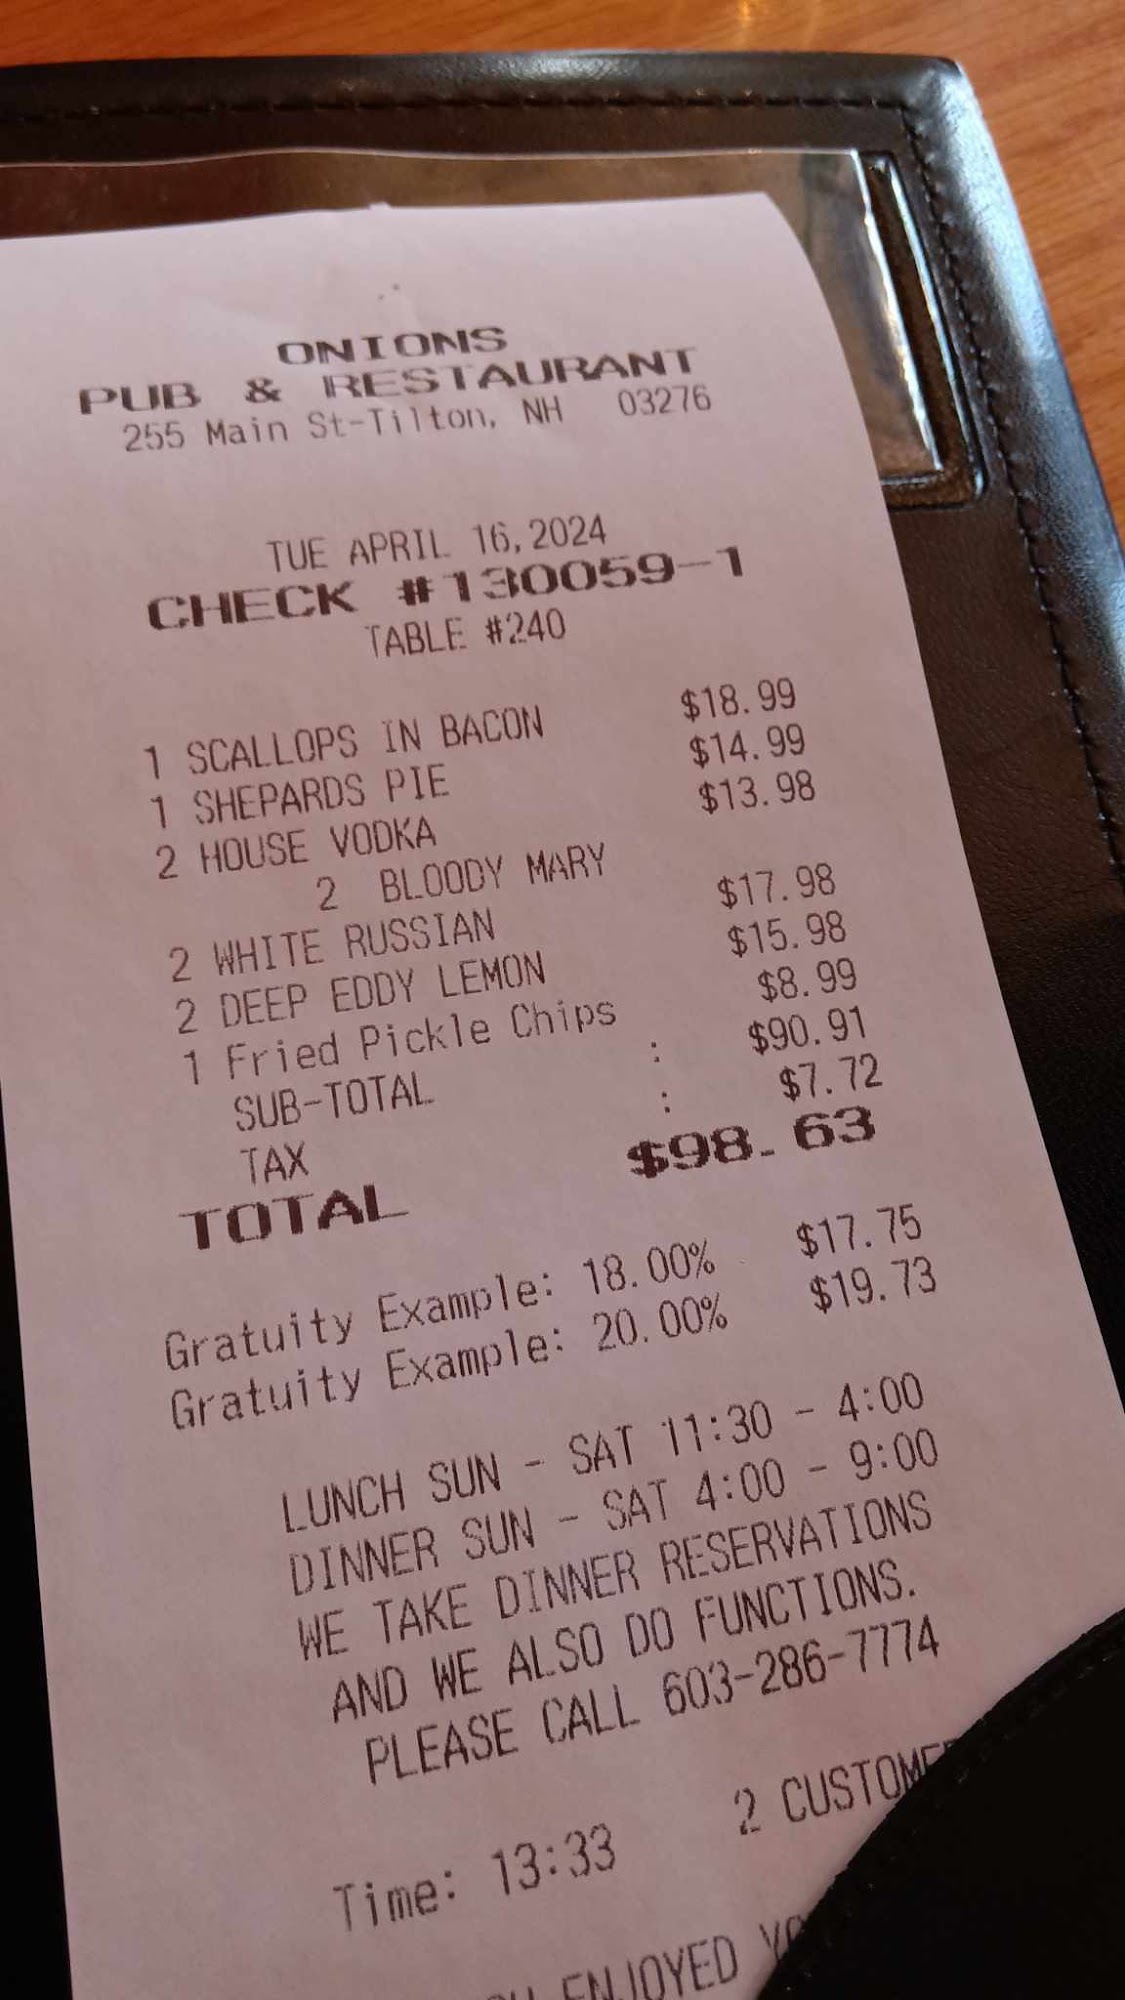 ONIONS
PUB & RESTAURANT
255 Main St-Tilton, NH 03276
TUE APRIL 16,2024
CHECK #130059-1
TABLE #240
1 SCALLOPS IN BACON $18.99
1 SHEPARDS PIE $14.99
2 HOUSE VODKA $13.98
2 BLOODY MARY
2 WHITE RUSSIAN $17.98
2 DEEP EDDY LEMON $15.98
1 Fried Pickle Chips $8.99
SUB-TOTAL : $90.91
TAX : $7.72
TOTAL $98.63
Gratuity Example: 18.00% $17.75
Gratuity Example: 20.00% $19.73
LUNCH SUN - SAT 11:30 - 4:00
DINNER SUN - SAT 4:00 - 9:00
WE TAKE DINNER RESERVATIONS
AND WE ALSO DO FUNCTIONS.
PLEASE CALL 603-286-7774
Time: 13:33 2
ENJOYED